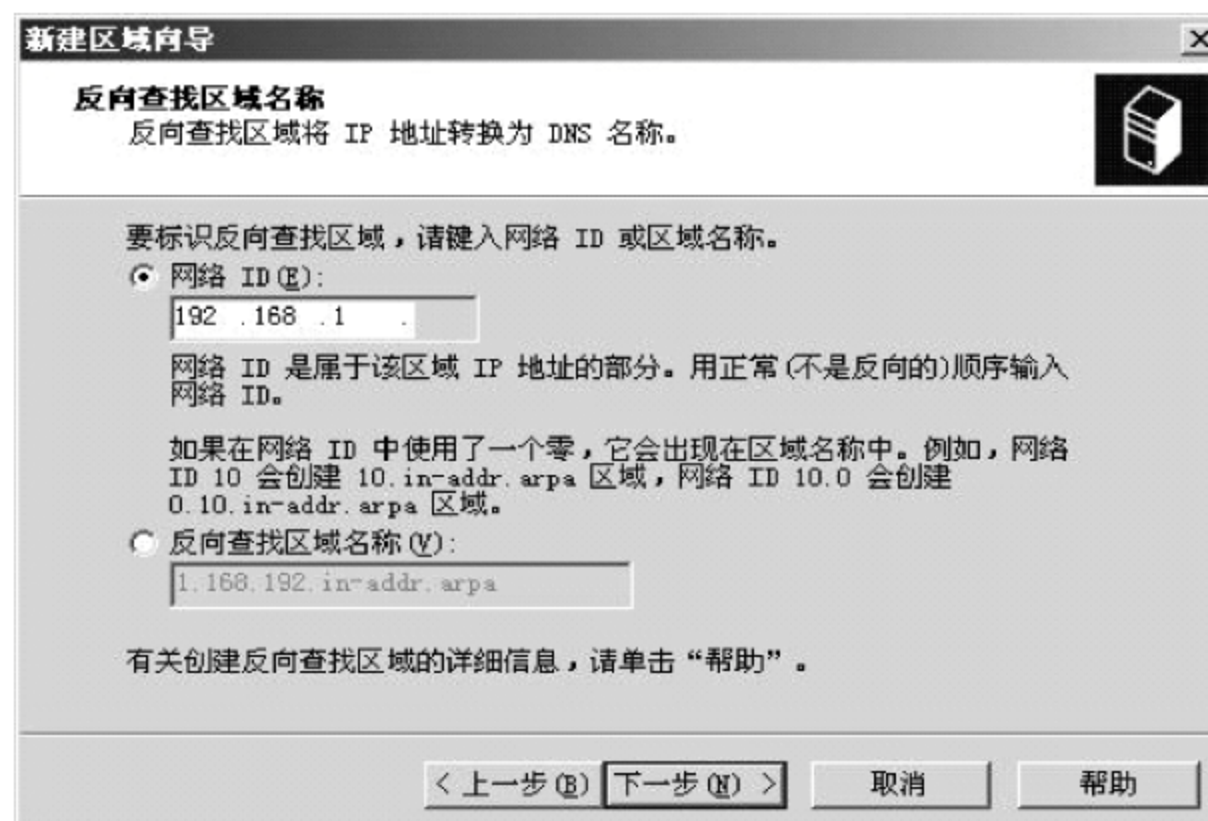 新建区域向导
反向查找区域名称
反向查找区域将 IP 地址转换为 DNS 名称。
要标识反向查找区域，请键入网络 ID 或区域名称。
网络 ID(E):
192 .168 .1 .
网络 ID 是属于该区域 IP 地址的部分。用正常(不是反向的)顺序输入
网络 ID。
如果在网络 ID 中使用了一个零，它会出现在区域名称中。例如，网络
ID 10 会创建 10.in-addr.arpa 区域，网络 ID 10.0 会创建
0.10.in-addr.arpa 区域。
反向查找区域名称(V):
1.168.192.in-addr.arpa
有关创建反向查找区域的详细信息，请单击“帮助”。
< 上一步(B) 下一步(N) > 取消 帮助